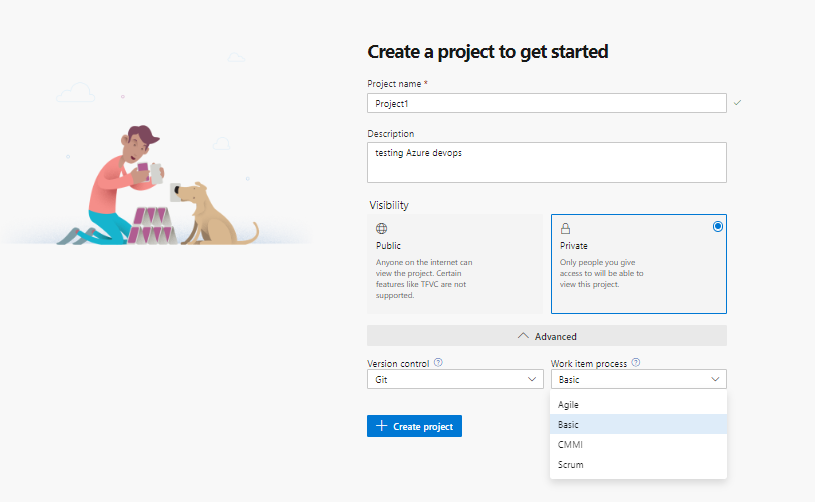 Create a project to get started
Project name *
Project1
Description
testing Azure devops
Visibility
Public
Anyone on the internet can
view the project. Certain
features like TFVC are not
supported.
Private
Only people you give
access to will be able to
view this project.
Advanced
Version control
Git
Work item process
Basic
Agile
Basic
CMMI
Scrum
Create project